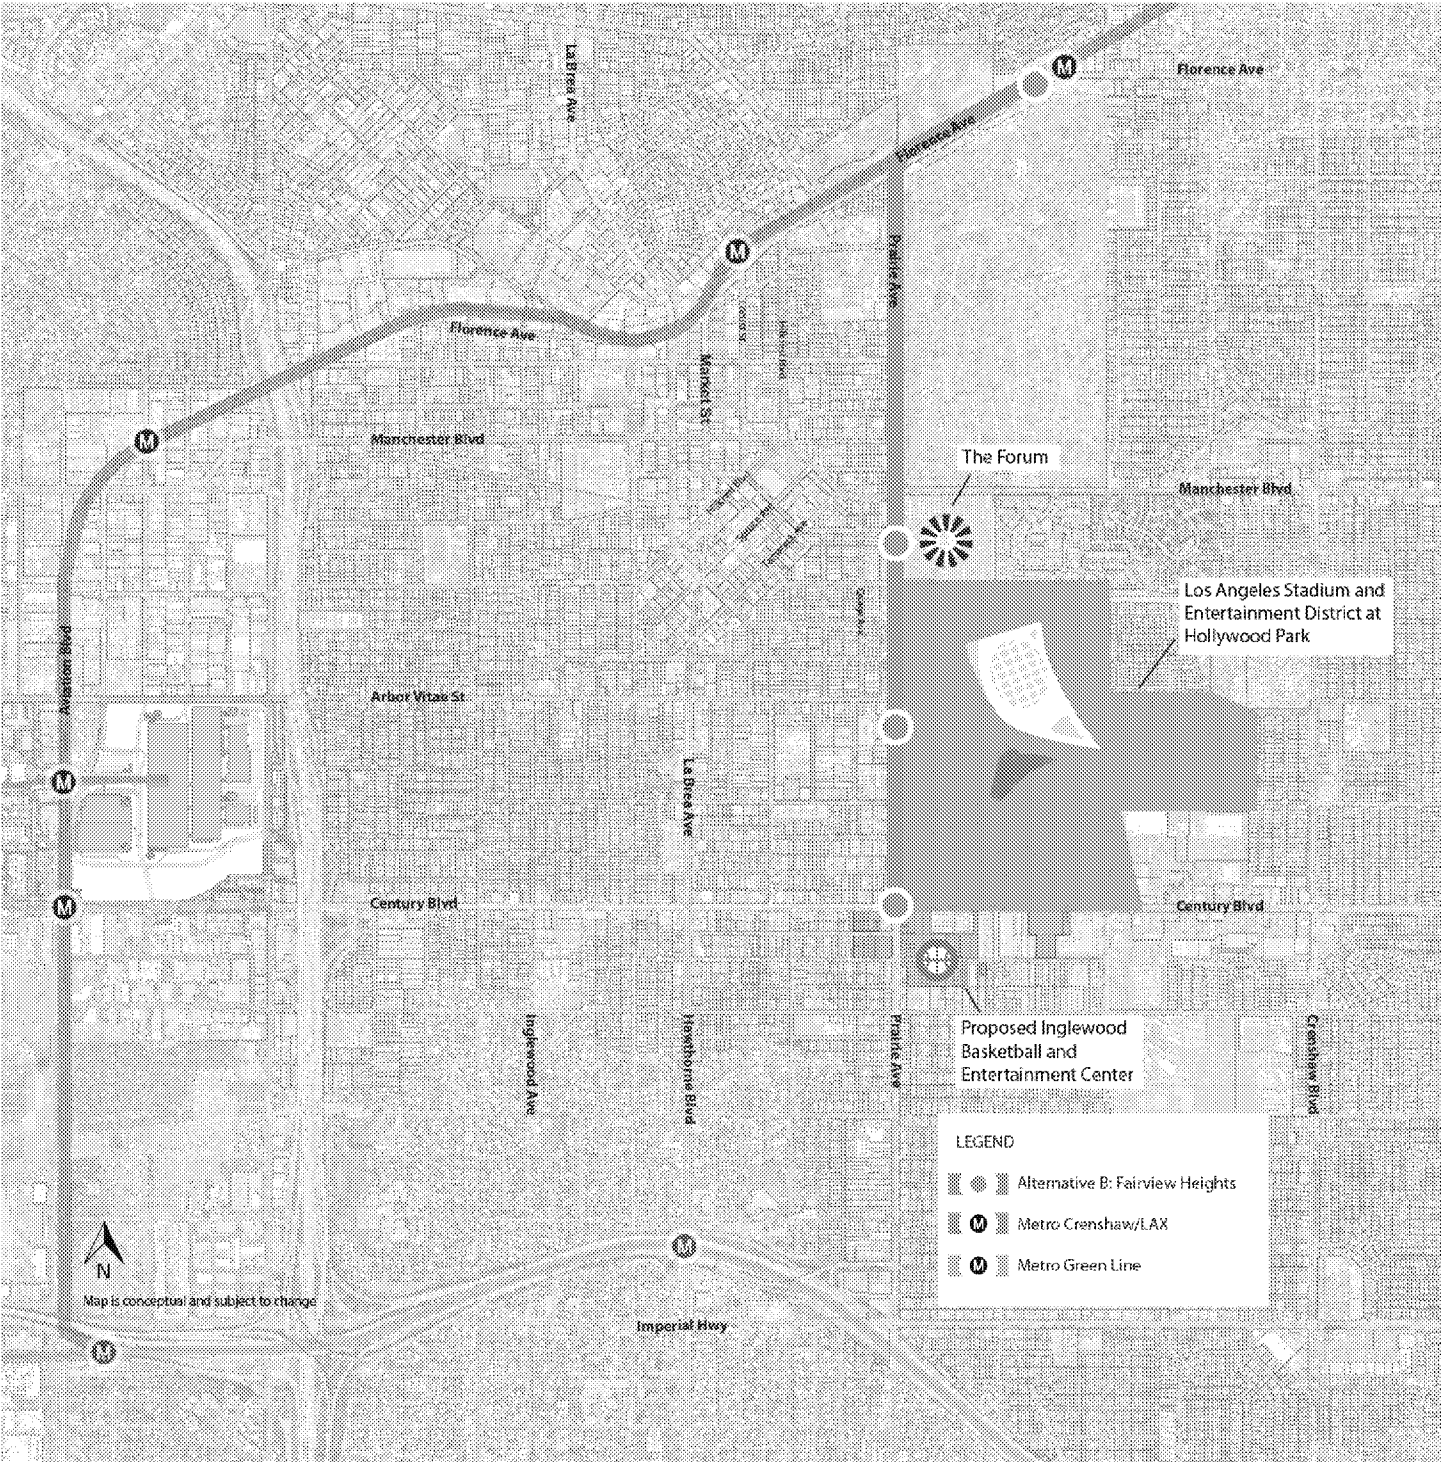 La Brea Ave
M
Florence Ave
Florence Ave
Prairie Ave
M
Florence Ave
Market St
Manchester Blvd
M
The Forum
Manchester Blvd
Los Angeles Stadium and
Entertainment District at
Hollywood Park
Aviation Blvd
Arbor Vitae St
M
La Brea Ave
M
Century Blvd
Century Blvd
Inglewood Ave
Hawthorne Blvd
Prairie Ave
Proposed Inglewood
Basketball and
Entertainment Center
Crenshaw Blvd
LEGEND
Alternative B: Fairview Heights
M Metro Crenshaw/LAX
M Metro Green Line
M
N
Map is conceptual and subject to change
Imperial Hwy
M